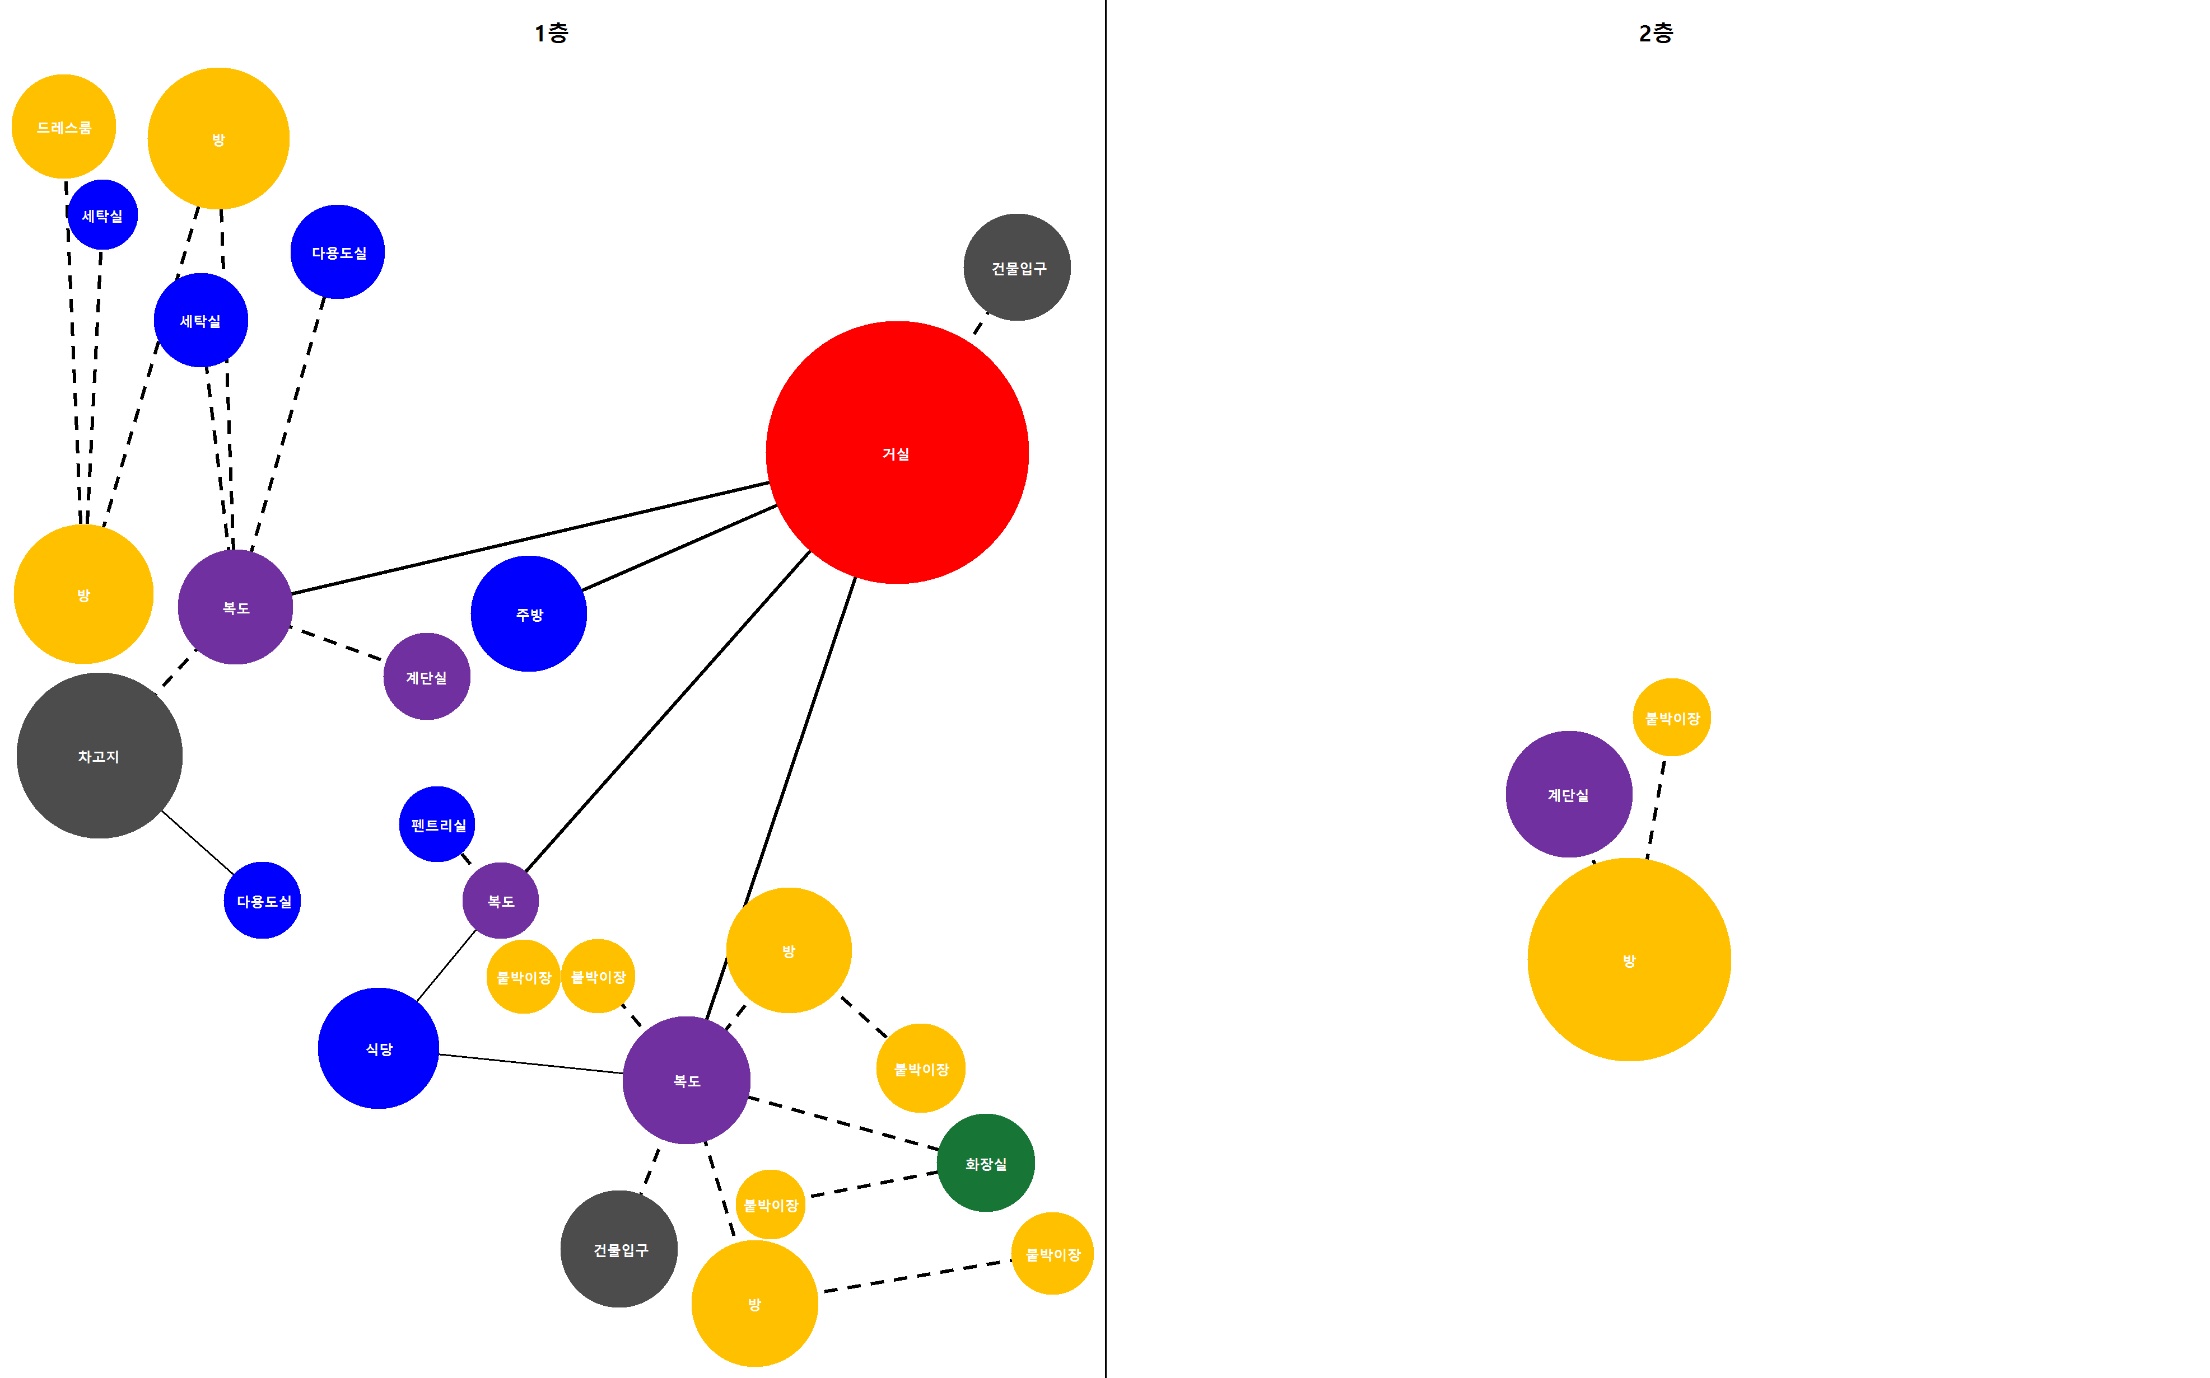 1층
2층
드레스룸
방
세탁실
다용도실
건물입구
세탁실
거실
방
복도
주방
계단실
붙박이장
차고지
계단실
펜트리실
다용도실
복도
방
방
붙박이장
붙박이장
식당
붙박이장
복도
화장실
붙박이장
건물입구
붙박이장
방